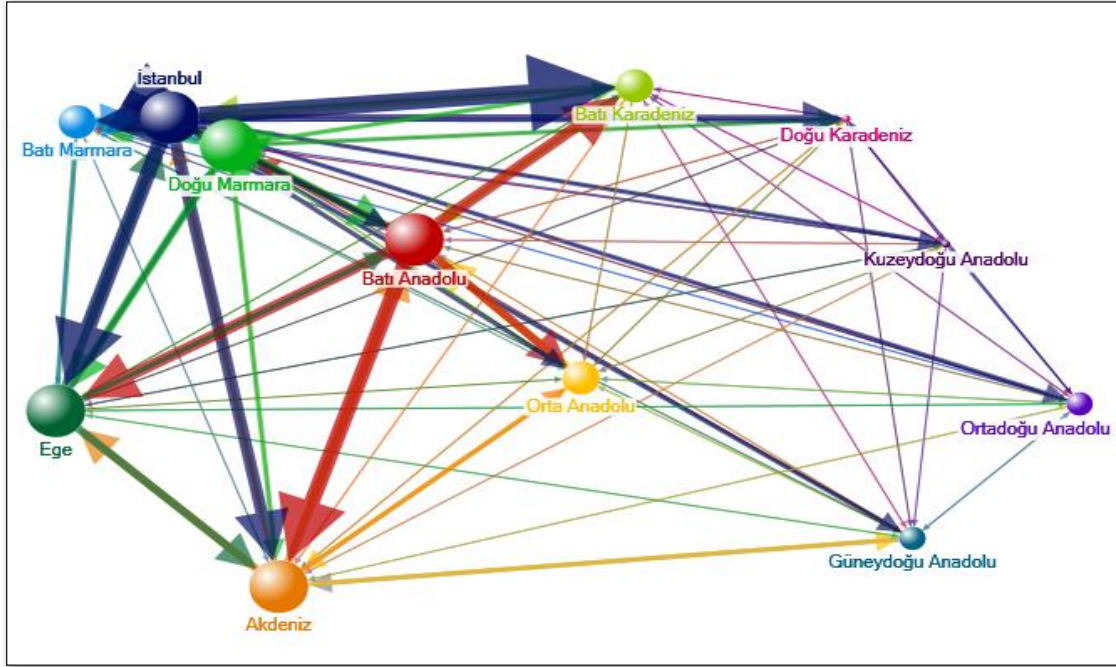 İstanbul
Batı Marmara
Batı Karadeniz
Doğu Karadeniz
Doğu Marmara
Batı Anadolu
Kuzeydoğu Anadolu
Orta Anadolu
Ortadoğu Anadolu
Ege
Güneydoğu Anadolu
Akdeniz